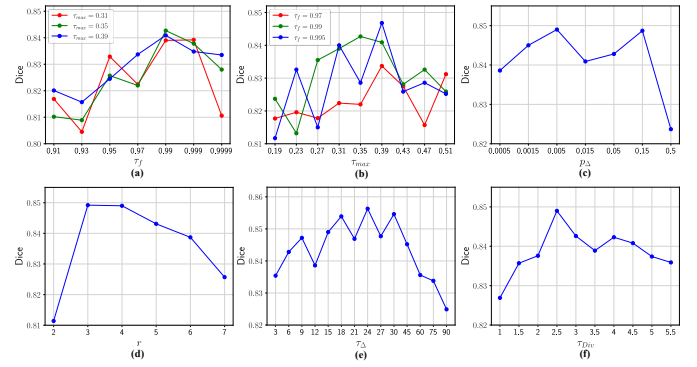 Dice
0.85
0.84
0.83
0.82
0.81
0.80
τmax = 0.31
τmax = 0.35
τmax = 0.39
0.91 0.93 0.95 0.97 0.99 0.999 0.9999
τf
(a)
Dice
0.85
0.84
0.83
0.82
0.81
τf = 0.97
τf = 0.99
τf = 0.995
0.19 0.23 0.27 0.31 0.35 0.39 0.43 0.47 0.51
τmax
(b)
Dice
0.85
0.84
0.83
0.82
0.0005 0.0015 0.005 0.015 0.05 0.15 0.5
pΔ
(c)
Dice
0.85
0.84
0.83
0.82
0.81
2 3 4 5 6 7
r
(d)
Dice
0.86
0.85
0.84
0.83
0.82
3 6 9 12 15 18 21 24 27 30 45 60 75 90
τΔ
(e)
Dice
0.85
0.84
0.83
0.82
1 1.5 2 2.5 3 3.5 4 4.5 5 5.5
τDiv
(f)